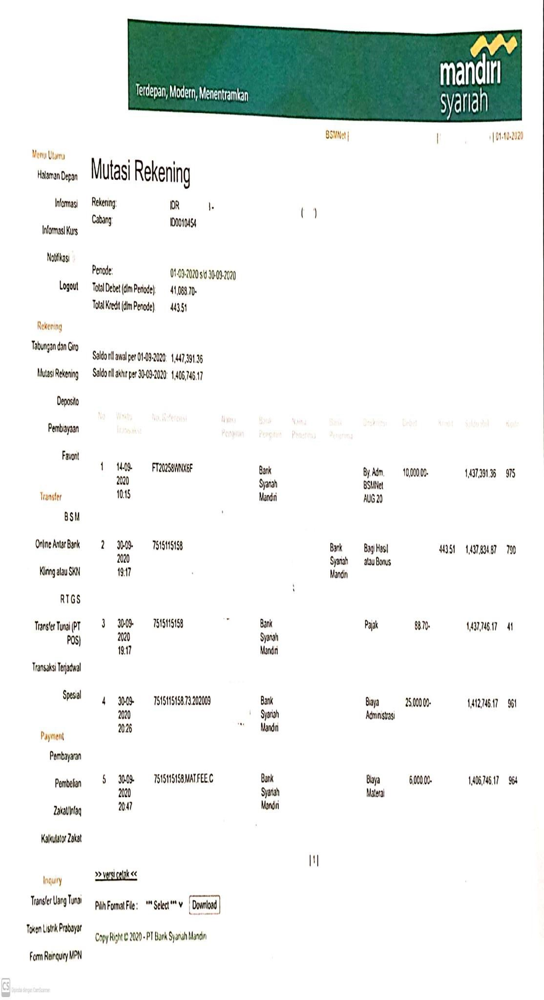 mandiri
syariah
Terdepan, Modern, Menentramkan
BSMNet | | | 01-10-2020
Menu Utama
Halaman Depan
Informasi
Informasi Kurs
Notifikasi
Logout
Rekening
Tabungan dan Giro
Mutasi Rekening
Deposito
Pembiayaan
Favorit
Transfer
B S M
Online Antar Bank
Kliring atau SKN
R T G S
Transfer Tunai (PT
POS)
Transaksi Terjadwal
Spesial
Payment
Pembayaran
Pembelian
Zakat/Infaq
Kalkulator Zakat
Inquiry
Transfer Uang Tunai
Token Listrik Prabayar
Form Reinquiry MPN
Mutasi Rekening
Rekening: IDR - ( )
Cabang: ID0010454
Periode: 01-09-2020 s/d 30-09-2020
Total Debet (dlm Periode): 41,088.70-
Total Kredit (dlm Periode) 443.51
Saldo riil awal per 01-09-2020: 1,447,391.36
Saldo riil akhir per 30-09-2020: 1,406,746.17
No Waktu No. Referensi Nama Bank Nama Bank Deskripsi Debet Kredit Saldo Riil Kode
Transaksi Pengirim Pengirim Penerima Penerima
1 14-09- FT20258WNX6F Bank By. Adm. 10,000.00- 1,437,391.36 975
2020 Syariah BSMNet
10:15 Mandiri AUG 20
2 30-09- 7515115158 Bank Bagi Hasil 443.51 1,437,834.87 790
2020 Syariah atau Bonus
19:17 Mandiri
3 30-09- 7515115158 Bank Pajak 88.70- 1,437,746.17 41
2020 Syariah
19:17 Mandiri
4 30-09- 7515115158.73.202009 Bank Biaya 25,000.00- 1,412,746.17 961
2020 Syariah Administrasi
20:26 Mandiri
5 30-09- 7515115158.MAT.FEE.C Bank Biaya 6,000.00- 1,406,746.17 964
2020 Syariah Materai
20:47 Mandiri
| 1 |
>> versi cetak <<
Pilih Format File : *** Select *** Download
Copy Right © 2020 - PT Bank Syariah Mandiri
CS Dipindai dengan CamScanner